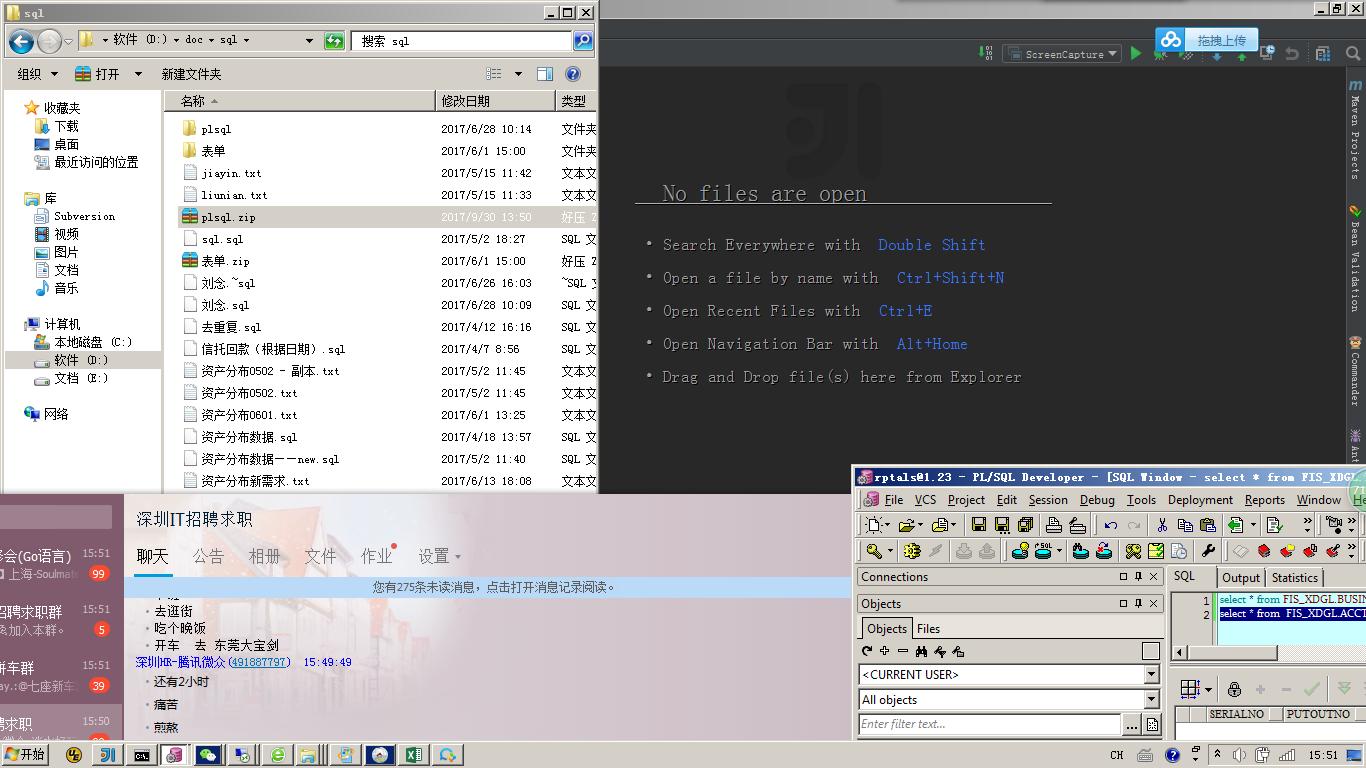 sql
软件 (D:) doc sql
搜索 sql
组织 打开 新建文件夹
收藏夹
下载
桌面
最近访问的位置
库
Subversion
视频
图片
文档
音乐
计算机
本地磁盘 (C:)
软件 (D:)
文档 (E:)
网络
名称 修改日期 类型
plsql 2017/6/28 10:14 文件夹
表单 2017/6/1 15:00 文件夹
jiayin.txt 2017/5/15 11:42 文本文
liunian.txt 2017/5/15 11:33 文本文
plsql.zip 2017/9/30 13:50 好压 Z
sql.sql 2017/5/2 18:27 SQL 文
表单.zip 2017/6/1 15:00 好压 Z
刘念.~sql 2017/6/26 16:03 ~SQL 文
刘念.sql 2017/6/28 10:09 SQL 文
去重复.sql 2017/4/12 16:16 SQL 文
信托回款（根据日期）.sql 2017/4/7 8:56 SQL 文
资产分布0502 - 副本.txt 2017/5/2 11:45 文本文
资产分布0502.txt 2017/5/2 11:45 文本文
资产分布0601.txt 2017/6/1 13:25 文本文
资产分布数据.sql 2017/4/18 13:57 SQL 文
资产分布数据——new.sql 2017/5/2 11:40 SQL 文
资产分布新需求.txt 2017/6/13 18:08 文本文
拖拽上传
ScreenCapture
No files are open
• Search Everywhere with Double Shift
• Open a file by name with Ctrl+Shift+N
• Open Recent Files with Ctrl+E
• Open Navigation Bar with Alt+Home
• Drag and Drop file(s) here from Explorer
m Maven Projects
Bean Validation
Commander
Ant
(Go语言) 15:51
上海-Soulmat 99
招聘求职群 15:51
加入本群。 5
拼车群 15:51
ay.:@七座新车 39
聘求职 15:50
深圳IT招聘求职
聊天 公告 相册 文件 作业 设置
您有275条未读消息，点击打开消息记录阅读。
• 去逛街
• 吃个晚饭
• 开车 去 东莞大宝剑
深圳HR-腾讯微众(491887797) 15:49:49
• 还有2小时
• 痛苦
• 煎熬
rptals@1.23 - PL/SQL Developer - [SQL Window - select * from FIS_XDGL.
71
File VCS Project Edit Session Debug Tools Deployment Reports Window He
Connections
Objects
Objects Files
<CURRENT USER>
All objects
Enter filter text...
SQL Output Statistics
1 select * from FIS_XDGL.BUSIN
2 select * from FIS_XDGL.ACCT
SERIALNO PUTOUTNO
开始
CH 15:51